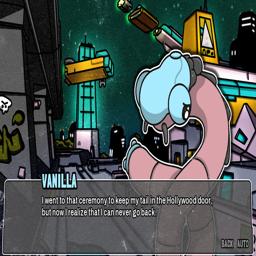 VANILLA
I went to that ceremony to keep my tail in the Hollywood door,
but now I realize that I can never go back.
BACK AUTO